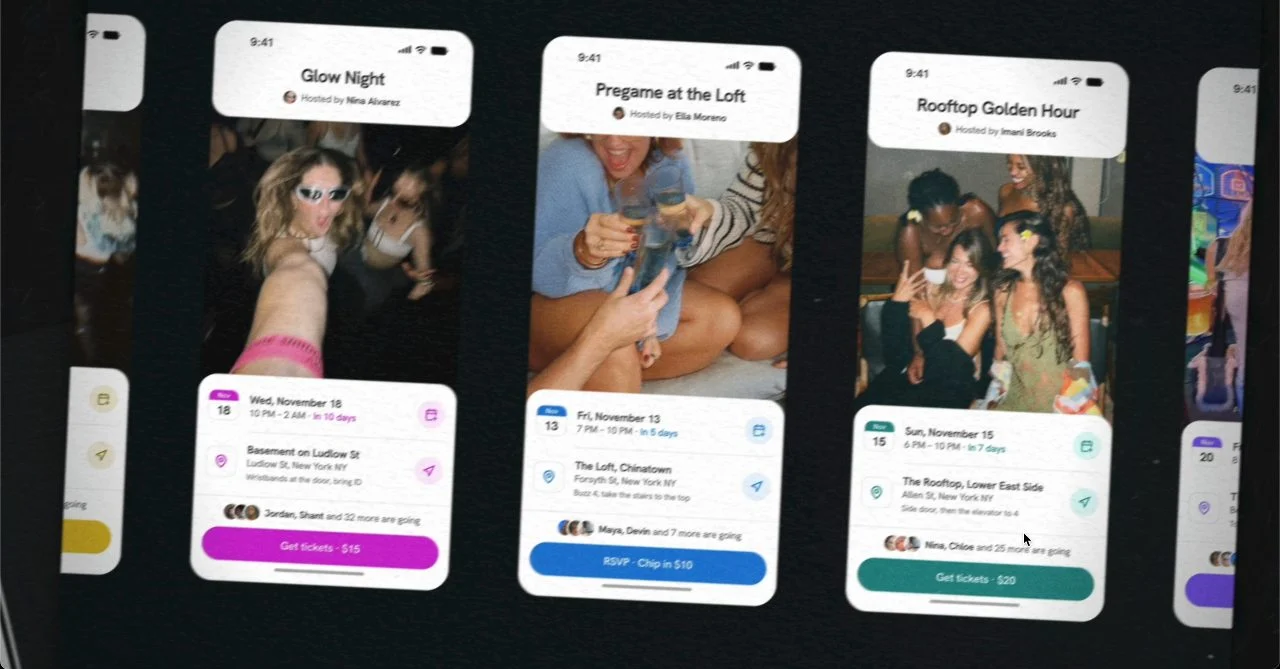 going
9:41
Glow Night
Hosted by Nina Alvarez
Nov
18
Wed, November 18
10 PM - 2 AM · In 10 days
Basement on Ludlow St
Ludlow St, New York NY
Wristbands at the door, bring ID
Jordan, Shant and 32 more are going
Get tickets · $15
9:41
Pregame at the Loft
Hosted by Ella Moreno
Nov
13
Fri, November 13
7 PM - 10 PM · In 5 days
The Loft, Chinatown
Forsyth St, New York NY
Buzz 4, take the stairs to the top
Maya, Devin and 7 more are going
RSVP · Chip in $10
9:41
Rooftop Golden Hour
Hosted by Imani Brooks
Nov
15
Sun, November 15
6 PM - 10 PM · In 7 days
The Rooftop, Lower East Side
Allen St, New York NY
Side door, then the elevator to 4
Nina, Chloe and 25 more are going
Get tickets · $20
9:41
Nov
20